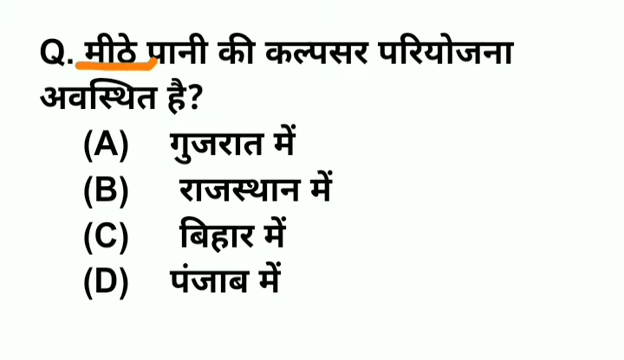 Q. मीठे पानी की कल्पसर परियोजना
अवस्थित है?
(A) गुजरात में
(B) राजस्थान में
(C) बिहार में
(D) पंजाब में